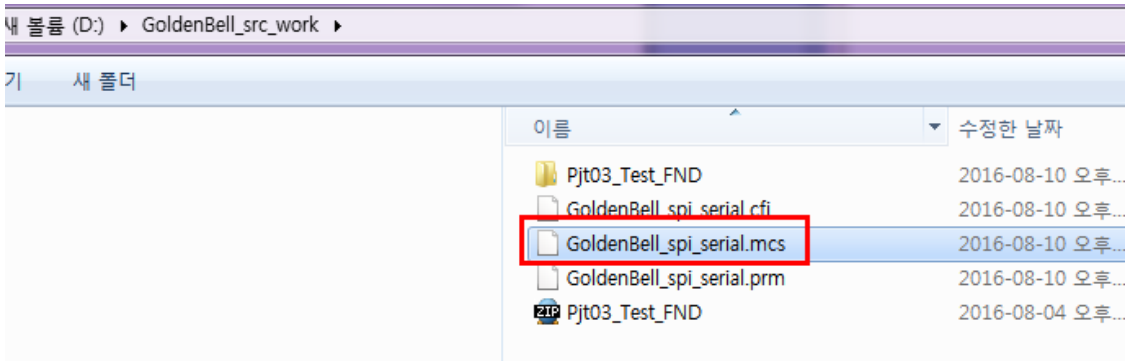 새 볼륨 (D:) ▸ GoldenBell_src_work ▸
기 새 폴더
이름 수정한 날짜
Pjt03_Test_FND 2016-08-10 오후...
GoldenBell_spi_serial.cfi 2016-08-10 오후...
GoldenBell_spi_serial.mcs 2016-08-10 오후...
GoldenBell_spi_serial.prm 2016-08-10 오후...
ZIP Pjt03_Test_FND 2016-08-04 오후...